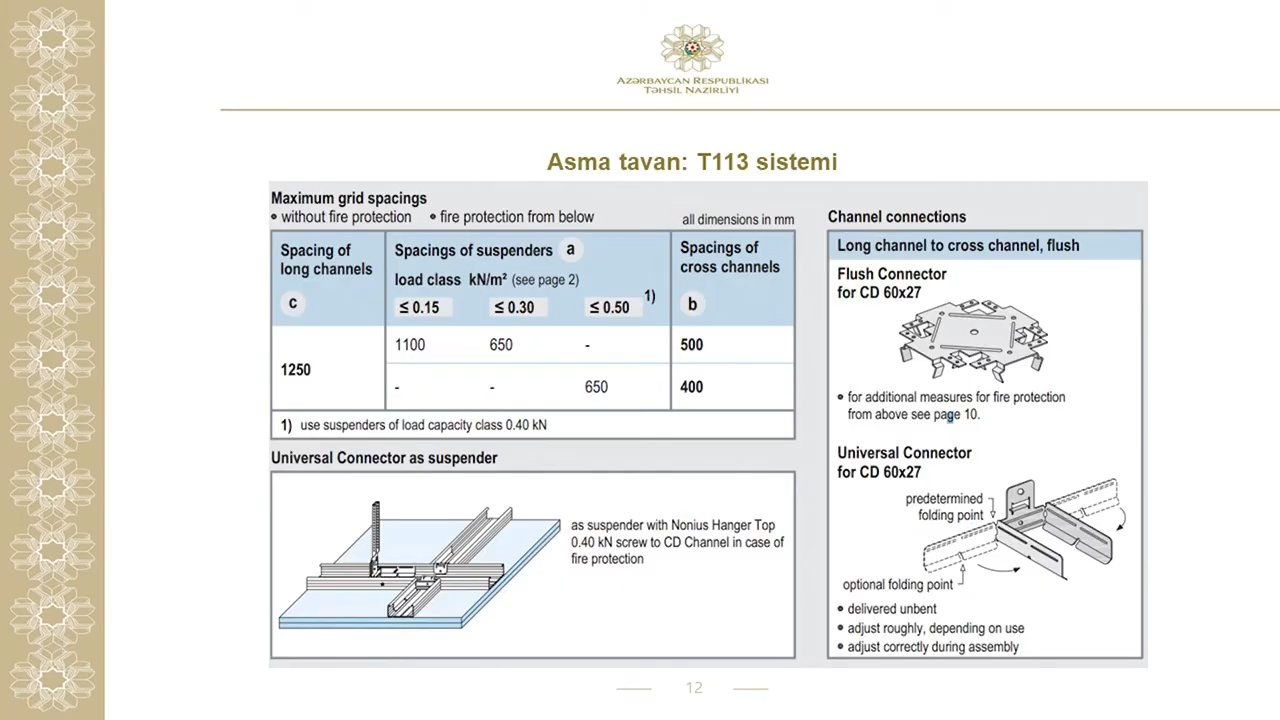 AZƏRBAYCAN RESPUBLİKASI
TƏHSİL NAZİRLİYİ
Asma tavan: T113 sistemi
Maximum grid spacings
• without fire protection • fire protection from below all dimensions in mm
Spacing of long channels c
Spacings of suspenders a
load class kN/m² (see page 2)
≤ 0.15 ≤ 0.30 ≤ 0.50 1)
Spacings of cross channels b
1250
1100 650 - 500
- - 650 400
1) use suspenders of load capacity class 0.40 kN
Universal Connector as suspender
as suspender with Nonius Hanger Top
0.40 kN screw to CD Channel in case of
fire protection
Channel connections
Long channel to cross channel, flush
Flush Connector
for CD 60x27
• for additional measures for fire protection
from above see page 10.
Universal Connector
for CD 60x27
predetermined
folding point
optional folding point
• delivered unbent
• adjust roughly, depending on use
• adjust correctly during assembly
12